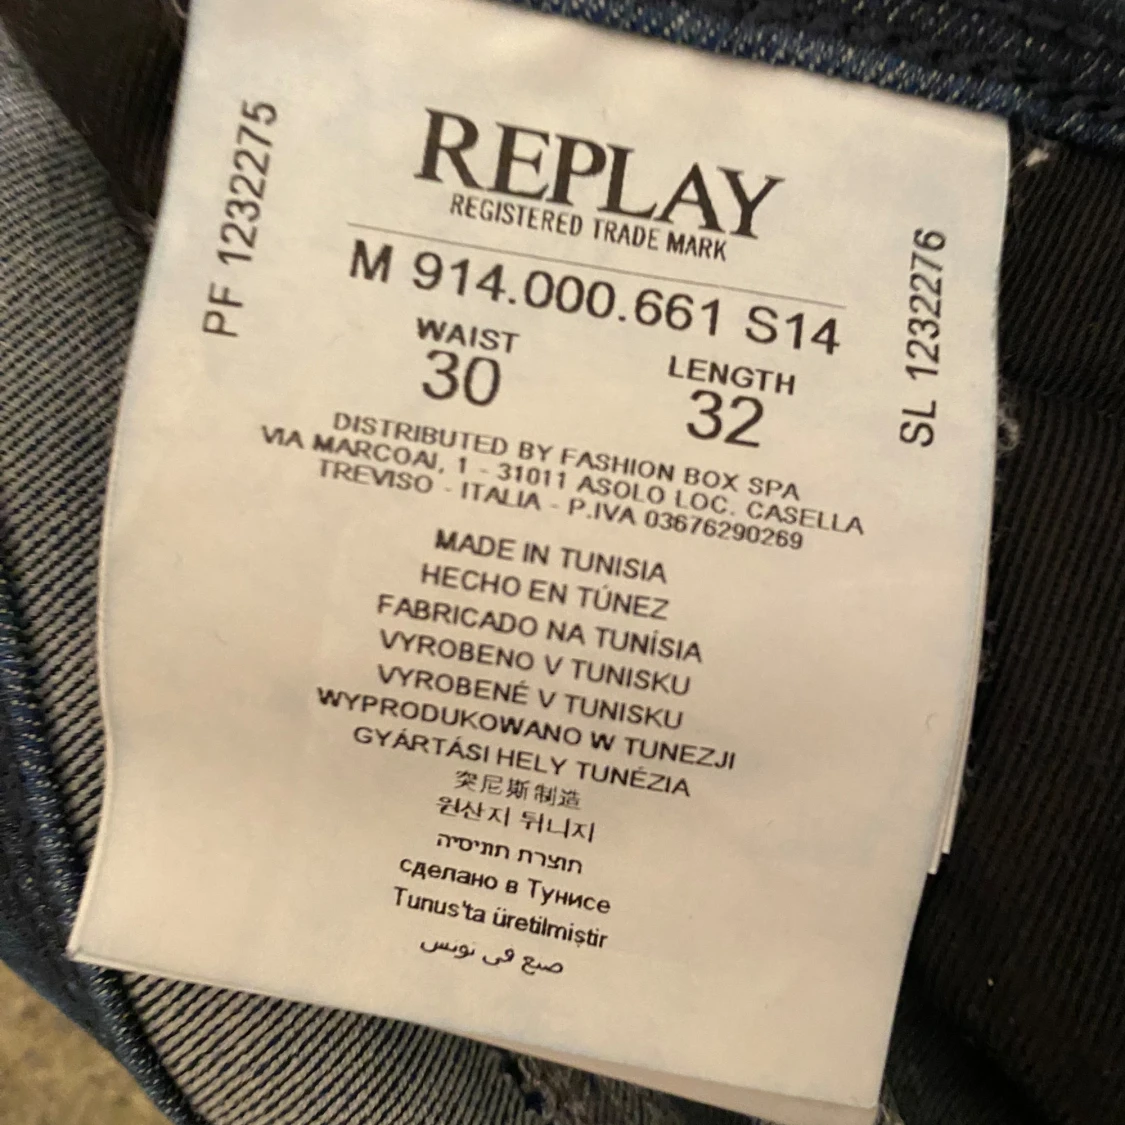 REPLAY
REGISTERED TRADE MARK
M 914.000.661 S14
WAIST LENGTH
30 32
DISTRIBUTED BY FASHION BOX SPA
VIA MARCOAI, 1 - 31011 ASOLO LOC. CASELLA
TREVISO - ITALIA - P.IVA 03676290269
MADE IN TUNISIA
HECHO EN TÚNEZ
FABRICADO NA TUNÍSIA
VYROBENO V TUNISKU
VYROBENÉ V TUNISKU
WYPRODUKOWANO W TUNEZJI
GYÁRTÁSI HELY TUNÉZIA
突尼斯制造
원산지 튀니지
תוצרת תוניסיה
сделано в Тунисе
Tunus'ta üretilmiştir
صنع في تونس
PF 1232275
SL 1232276